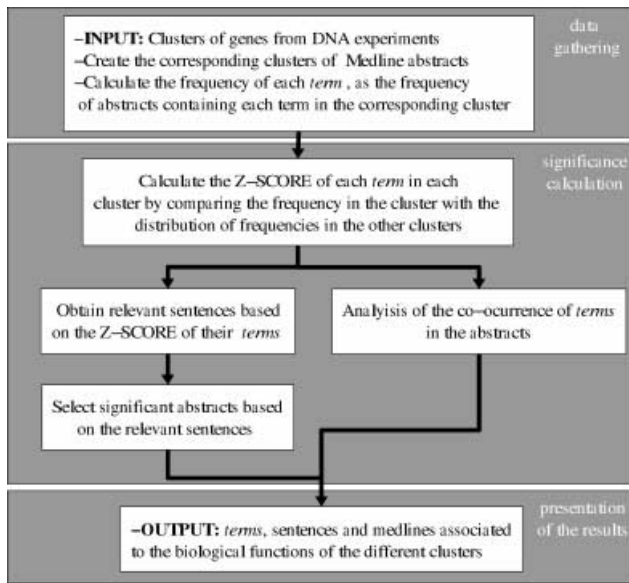 –INPUT: Clusters of genes from DNA experiments
–Create the corresponding clusters of Medline abstracts
–Calculate the frequency of each term , as the frequency
of abstracts containing each term in the corresponding cluster
data
gathering
significance
calculation
Calculate the Z–SCORE of each term in each
cluster by comparing the frequency in the cluster with the
distribution of frequencies in the other clusters
Obtain relevant sentences based
on the Z–SCORE of their terms
Analyisis of the co–ocurrence of terms
in the abstracts
Select significant abstracts based
on the relevant sentences
presentation
of the results
–OUTPUT: terms, sentences and medlines associated
to the biological functions of the different clusters